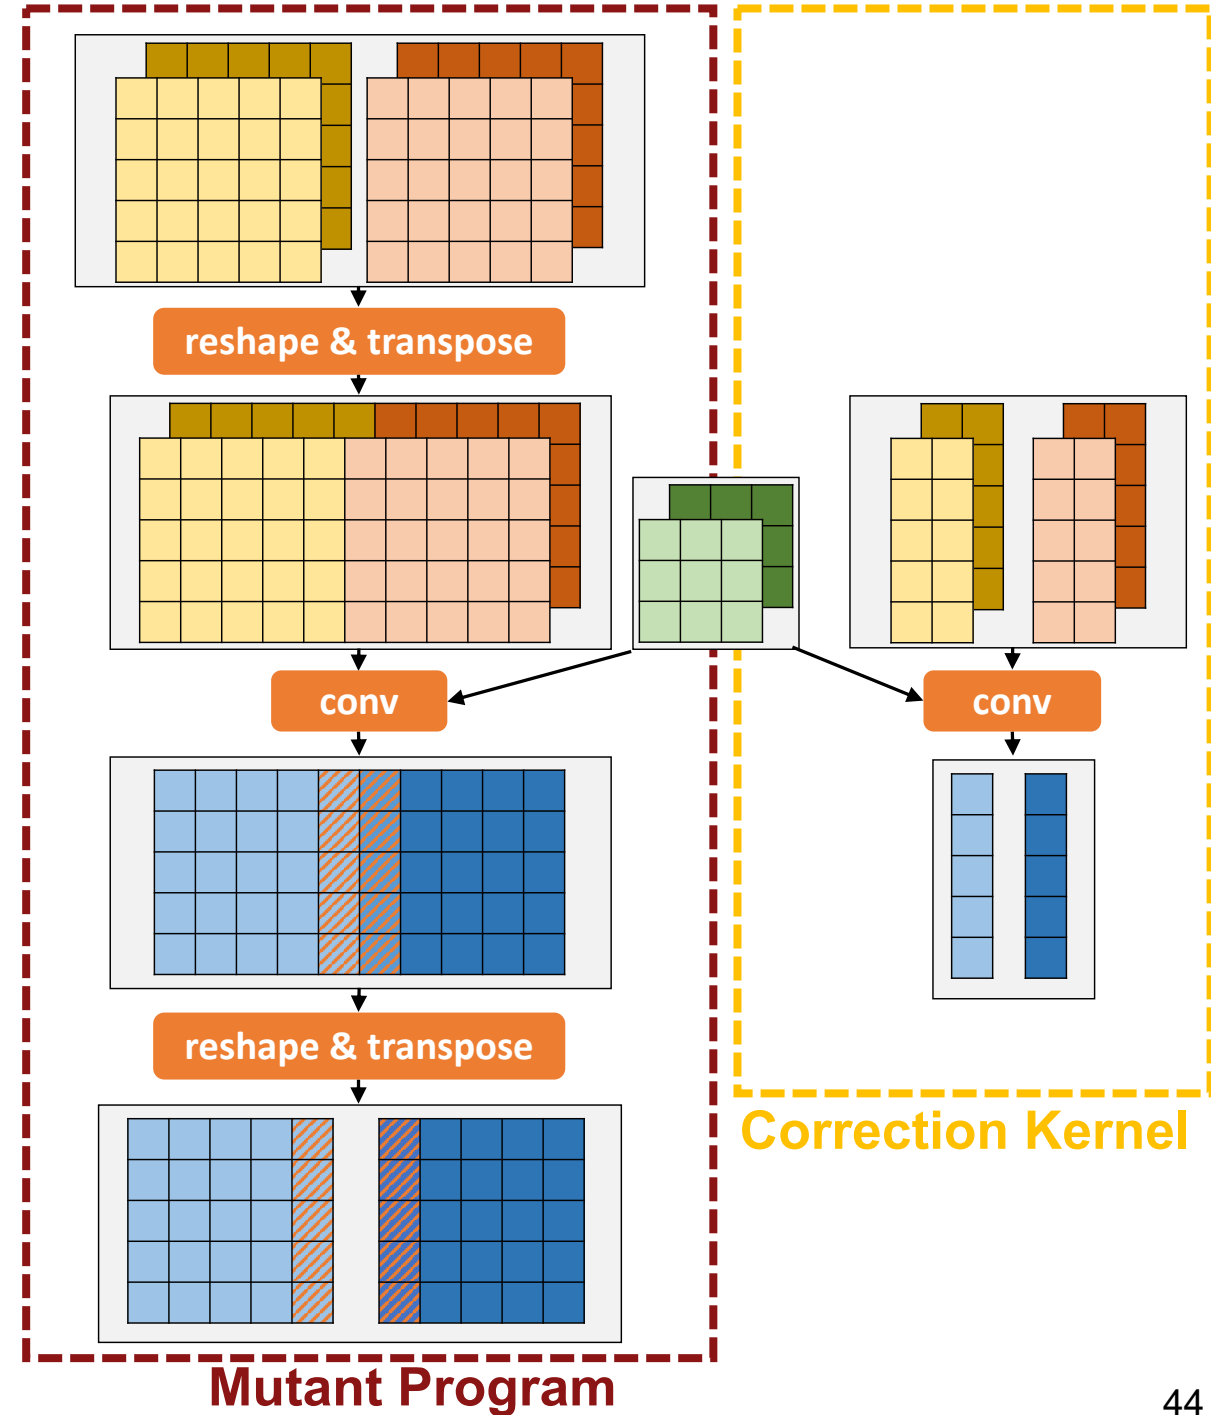 reshape & transpose
conv
conv
reshape & transpose
Correction Kernel
Mutant Program
44